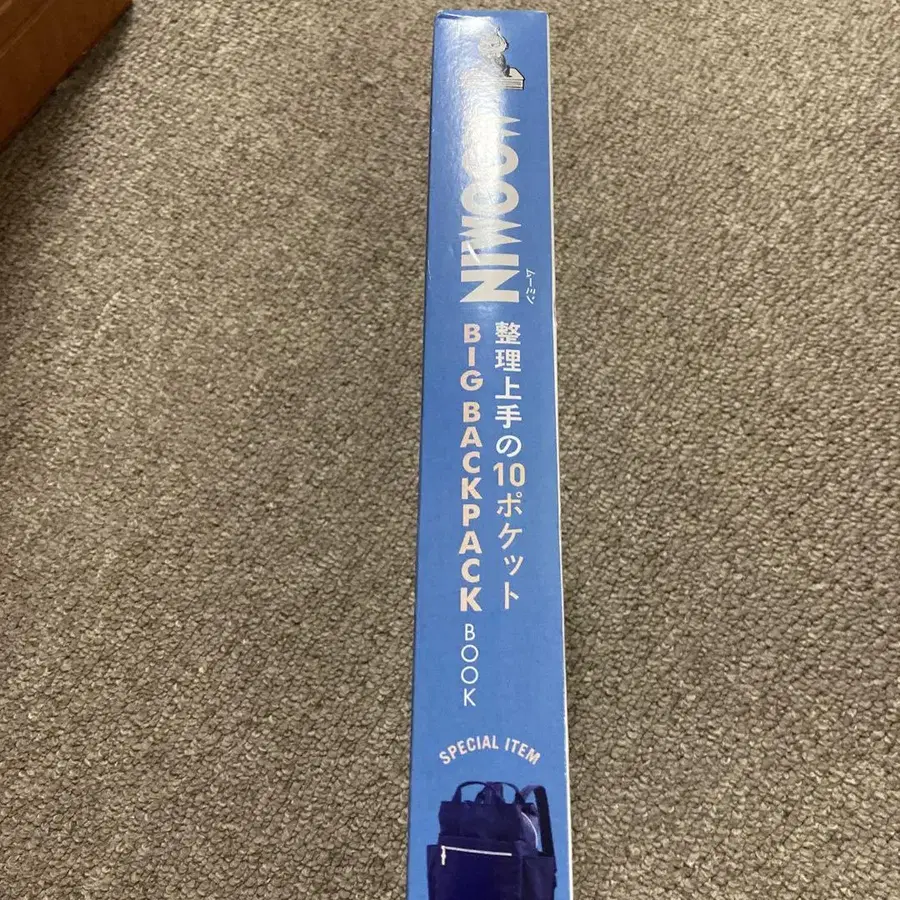 MOOMIN
ムーミン
整理上手の10ポケット
BIG BACKPACK
BOOK
SPECIAL ITEM